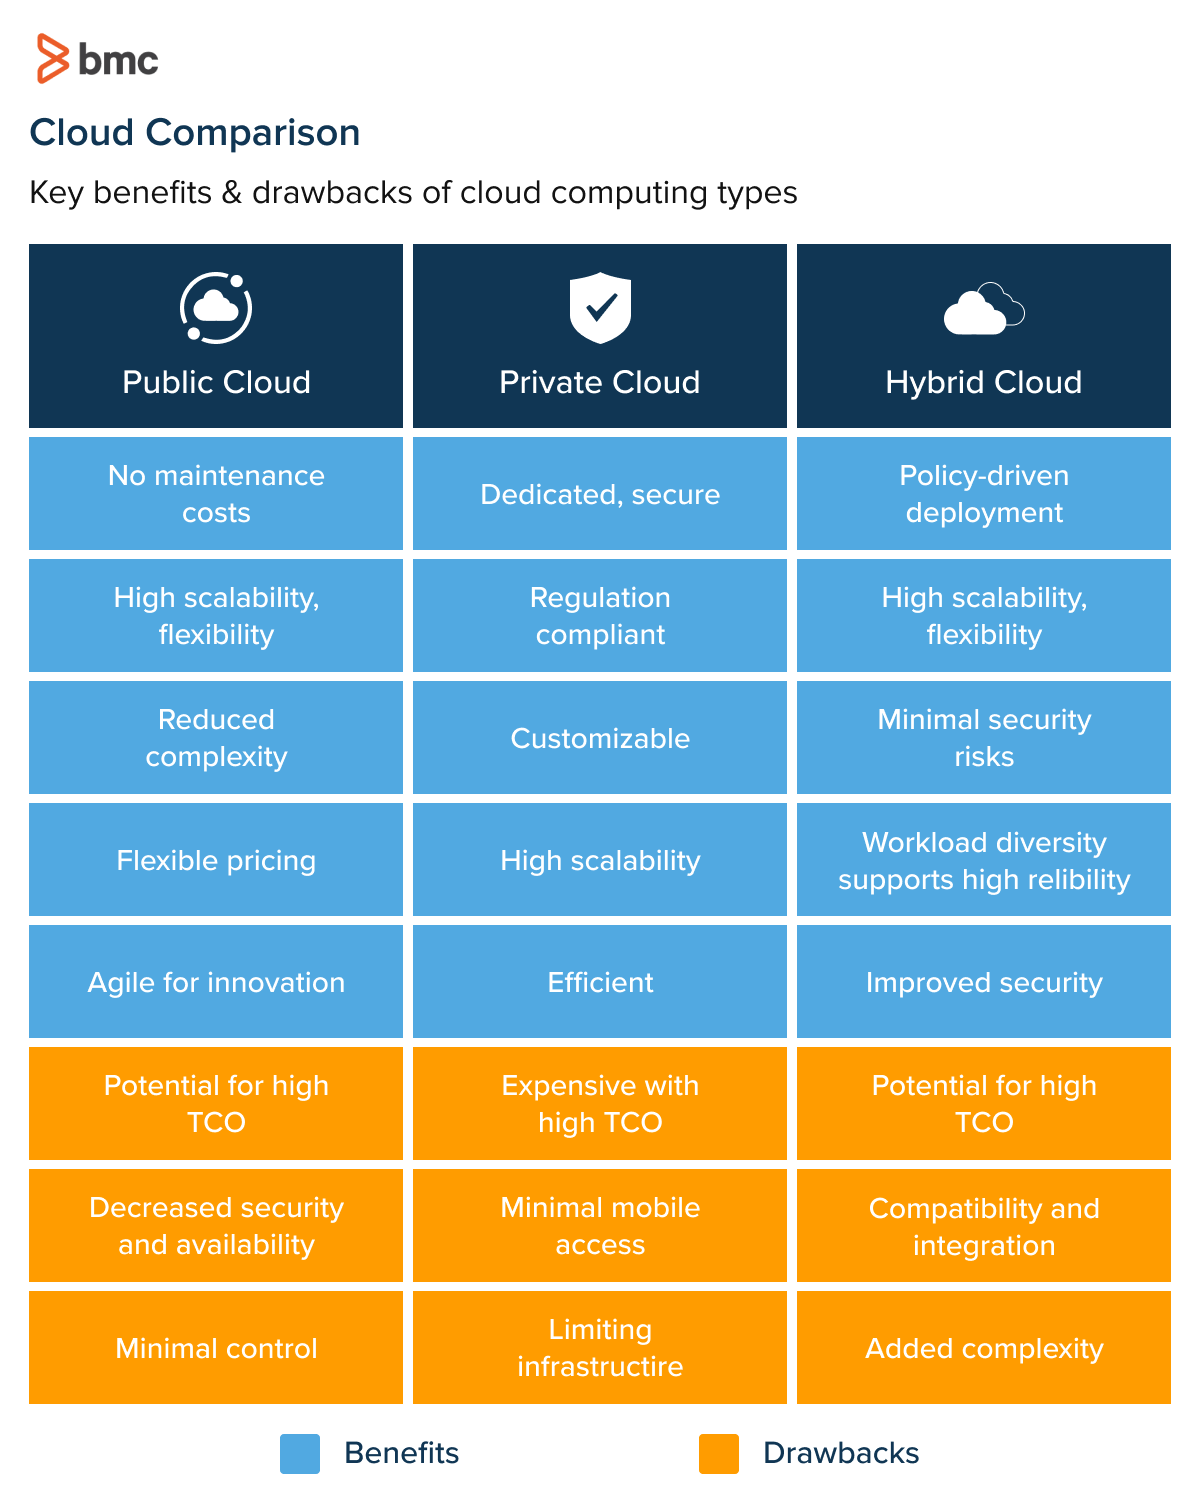 bmc
Cloud Comparison
Key benefits & drawbacks of cloud computing types
Public Cloud
Private Cloud
Hybrid Cloud
No maintenance
costs
Dedicated, secure
Policy-driven
deployment
High scalability,
flexibility
Regulation
compliant
High scalability,
flexibility
Reduced
complexity
Customizable
Minimal security
risks
Flexible pricing
High scalability
Workload diversity
supports high relibility
Agile for innovation
Efficient
Improved security
Potential for high
TCO
Expensive with
high TCO
Potential for high
TCO
Decreased security
and availability
Minimal mobile
access
Compatibility and
integration
Minimal control
Limiting
infrastructire
Added complexity
Benefits
Drawbacks